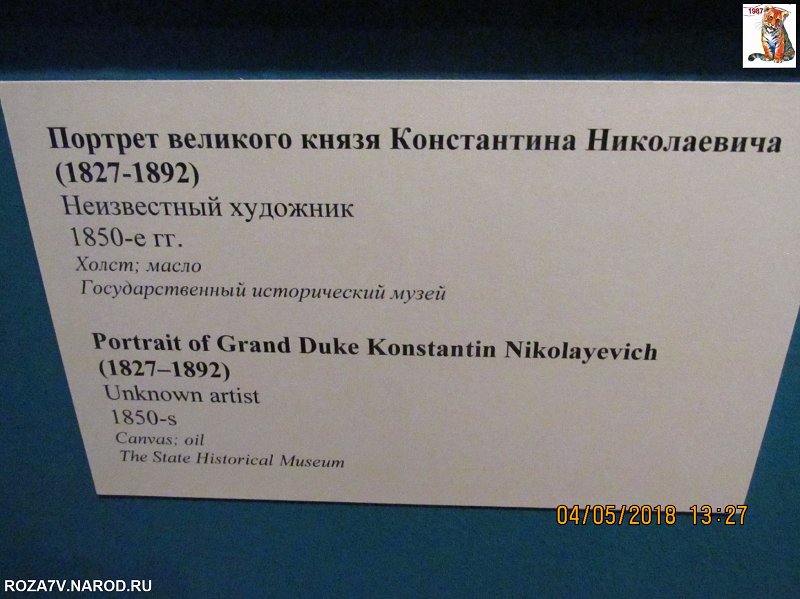 1987
Портрет великого князя Константина Николаевича
(1827-1892)
Неизвестный художник
1850-е гг.
Холст; масло
Государственный исторический музей
Portrait of Grand Duke Konstantin Nikolayevich
(1827–1892)
Unknown artist
1850-s
Canvas; oil
The State Historical Museum
04/05/2018 13:27
ROZA7V.NAROD.RU